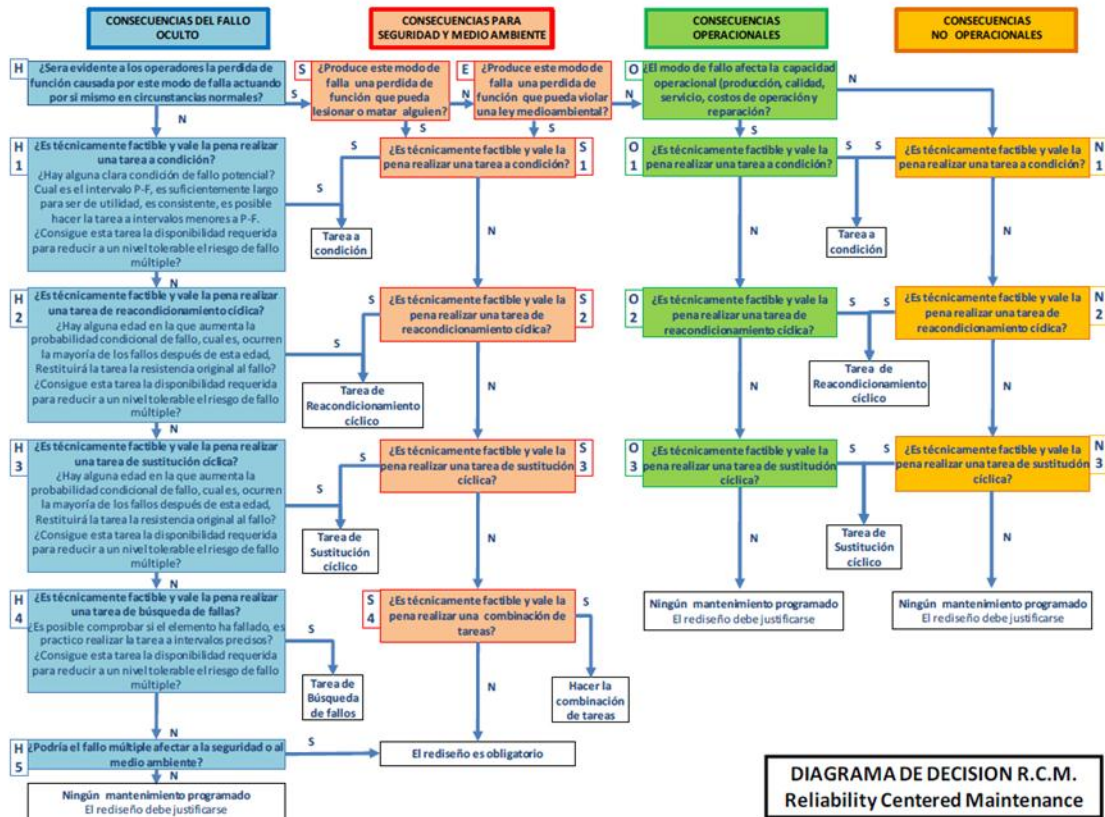 CONSECUENCIAS DEL FALLO
OCULTO
CONSECUENCIAS PARA
SEGURIDAD Y MEDIO AMBIENTE
CONSECUENCIAS
OPERACIONALES
CONSECUENCIAS
NO OPERACIONALES
H
¿Sera evidente a los operadores la perdida de
función causada por este modo de falla actuando
por si mismo en circunstancias normales?
S
S
¿Produce este modo de
falla una perdida de
función que pueda
lesionar o matar alguien?
N
E
¿Produce este modo de
falla una perdida de
función que pueda violar
una ley medioambiental?
N
O
¿El modo de fallo afecta la capacidad
operacional (producción, calidad,
servicio, costos de operación y
reparación?
N
N
S
S
S
H
1
¿Es técnicamente factible y vale la pena realizar
una tarea a condición?
¿Hay alguna clara condición de fallo potencial?
Cual es el intervalo P-F, es suficientemente largo
para ser de utilidad, es consistente, es posible
hacer la tarea a intervalos menores a P-F.
¿Consigue esta tarea la disponibilidad requerida
para reducir a un nivel tolerable el riesgo de fallo
múltiple?
S
S
¿Es técnicamente factible y vale la
pena realizar una tarea a condición?
S
1
O
1
¿Es técnicamente factible y vale la
pena realizar una tarea a condición?
S
S
¿Es técnicamente factible y vale la
pena realizar una tarea a condición?
N
1
Tarea a
condición
Tarea a
condición
N
N
N
N
H
2
¿Es técnicamente factible y vale la pena realizar
una tarea de reacondicionamiento cídica?
¿Hay alguna edad en la que aumenta la
probabilidad condicional de fallo, cual es, ocurren
la mayoría de los fallos después de esta edad,
Restituirá la tarea la resistencia original al fallo?
¿Consigue esta tarea la disponibilidad requerida
para reducir a un nivel tolerable el riesgo de fallo
múltiple?
S
S
¿Es técnicamente factible y vale la
pena realizar una tarea de
reacondicionamiento cídica?
S
2
O
2
¿Es técnicamente factible y vale la
pena realizar una tarea de
reacondicionamiento cídica?
S
S
¿Es técnicamente factible y vale la
pena realizar una tarea de
reacondicionamiento cídica?
N
2
Tarea de
Reacondicionamiento
cíclico
Tarea de
Reacondicionamiento
cíclico
N
N
N
N
H
3
¿Es técnicamente factible y vale la pena realizar
una tarea de sustitución cíclica?
¿Hay alguna edad en la que aumenta la
probabilidad condicional de fallo, cual es, ocurren
la mayoría de los fallos después de esta edad,
Restituirá la tarea la resistencia original al fallo?
¿Consigue esta tarea la disponibilidad requerida
para reducir a un nivel tolerable el riesgo de fallo
múltiple?
S
S
¿Es técnicamente factible y vale la
pena realizar una tarea de sustitución
cíclica?
S
3
O
3
¿Es técnicamente factible y vale la
pena realizar una tarea de sustitución
cíclica?
S
S
¿Es técnicamente factible y vale la
pena realizar una tarea de sustitución
cíclica?
N
3
Tarea de
Sustitución
cíclico
Tarea de
Sustitución
cíclico
N
N
N
N
H
4
¿Es técnicamente factible y vale la pena realizar
una tarea de búsqueda de fallas?
¿Es posible comprobar si el elemento ha fallado, es
practico realizar la tarea a intervalos precisos?
¿Consigue esta tarea la disponibilidad requerida
para reducir a un nivel tolerable el riesgo de fallo
múltiple?
S
S
4
¿Es técnicamente factible y vale la
pena realizar una combinación de
tareas?
S
Ningún mantenimiento programado
El rediseño debe justificarse
Ningún mantenimiento programado
El rediseño debe justificarse
Tarea de
Búsqueda
de fallos
N
Hacer la
combinación
de tareas
N
H
5
¿Podría el fallo múltiple afectar a la seguridad o al
medio ambiente?
S
El rediseño es obligatorio
N
Ningún mantenimiento programado
El rediseño debe justificarse
DIAGRAMA DE DECISION R.C.M.
Reliability Centered Maintenance